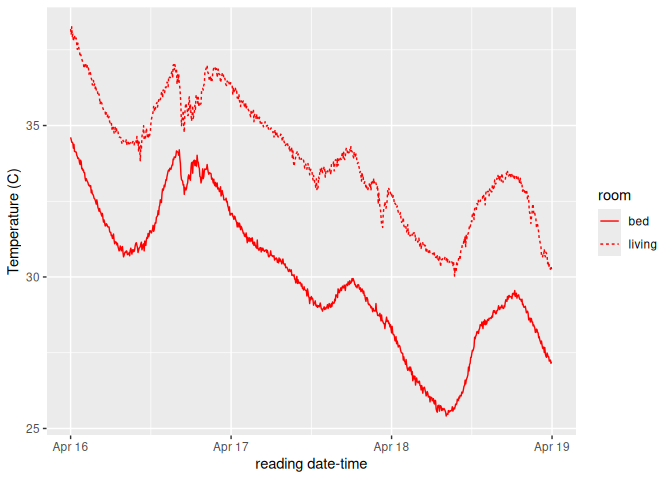 35
30
25
Temperature (C)
Apr 16
Apr 17
Apr 18
Apr 19
reading date-time
room
bed
living